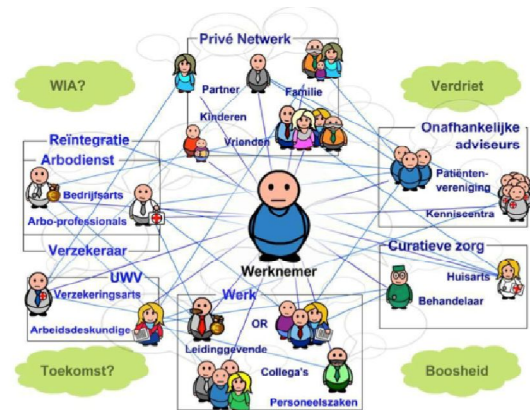 Privé Netwerk
WIA?
Verdriet
Partner
Familie
Kinderen
Vrienden
Reïntegratie
Arbodienst
Bedrijfsarts
Arbo-professionals
Verzekeraar
Onafhankelijke
adviseurs
Patiënten-
vereniging
Kenniscentra
Werknemer
Curatieve zorg
Huisarts
Behandelaar
UWV
Verzekeringsarts
Arbeidsdeskundige
Werk
OR
Leidinggevende
Collega's
Personeelszaken
Toekomst?
Boosheid